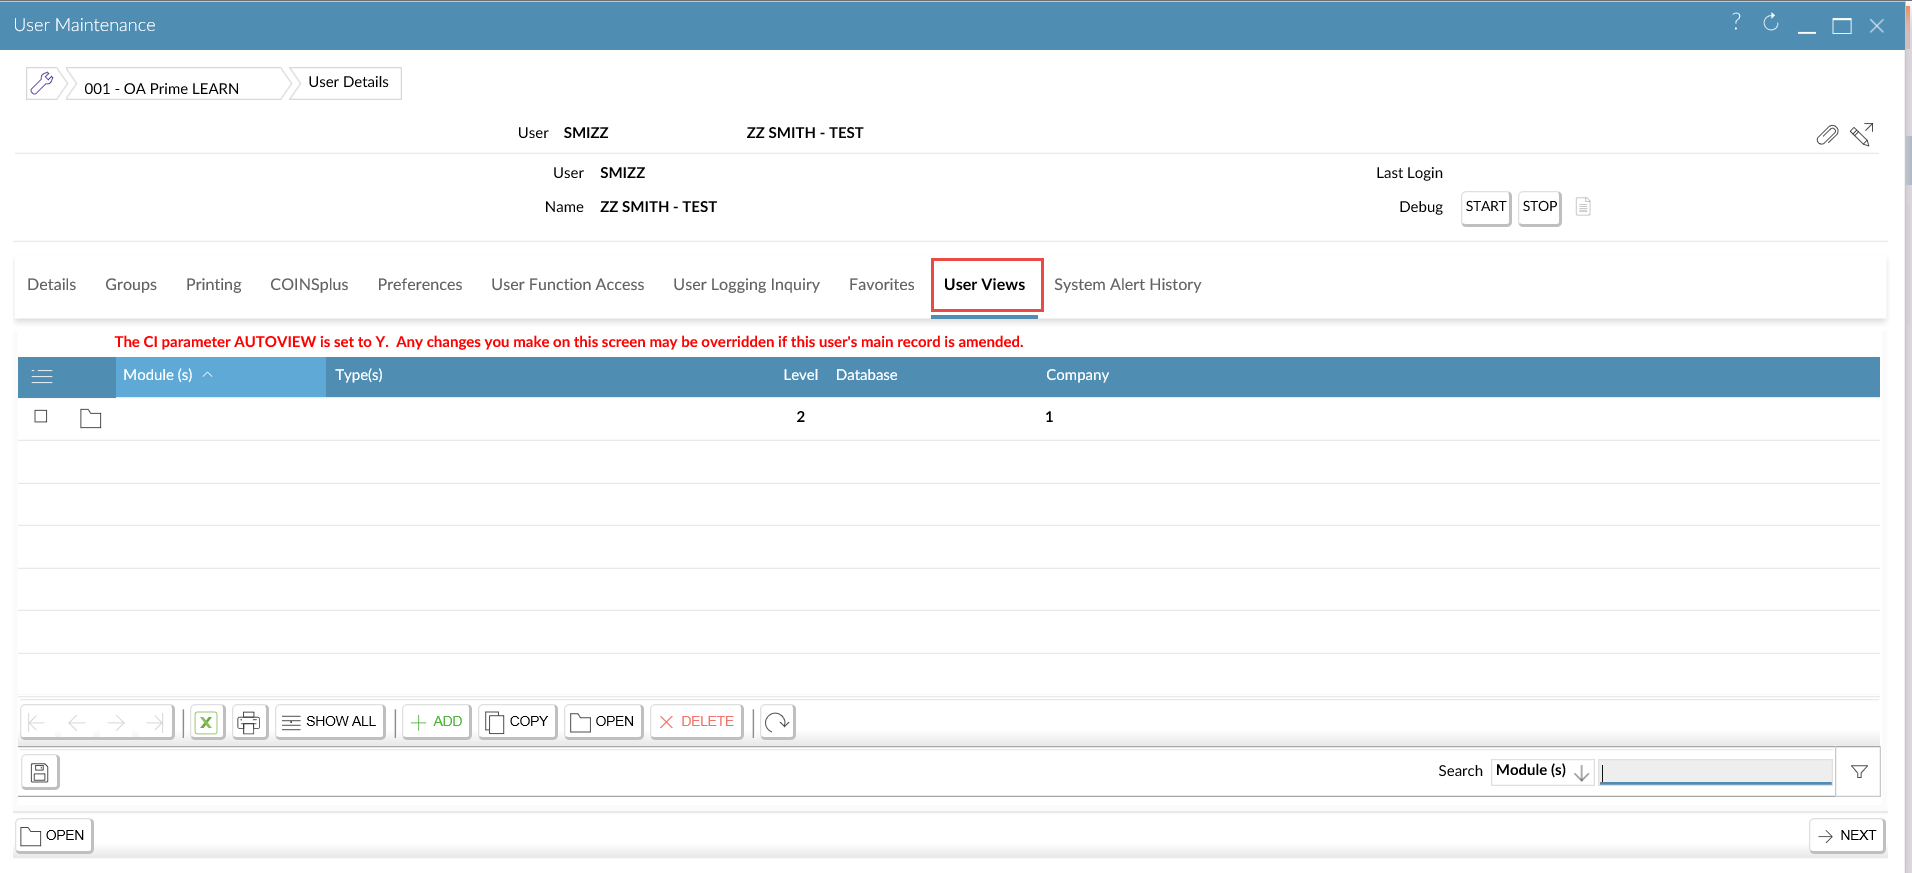 User Maintenance
?
001 - OA Prime LEARN
User Details
User SMIZZ ZZ SMITH - TEST
User SMIZZ Last Login
Name ZZ SMITH - TEST Debug START STOP
Details Groups Printing COINSplus Preferences User Function Access User Logging Inquiry Favorites User Views System Alert History
The CI parameter AUTOVIEW is set to Y.  Any changes you make on this screen may be overridden if this user's main record is amended.
Module (s) Type(s) Level Database Company
2 1
X SHOW ALL ADD COPY OPEN DELETE
Search Module (s)
OPEN NEXT